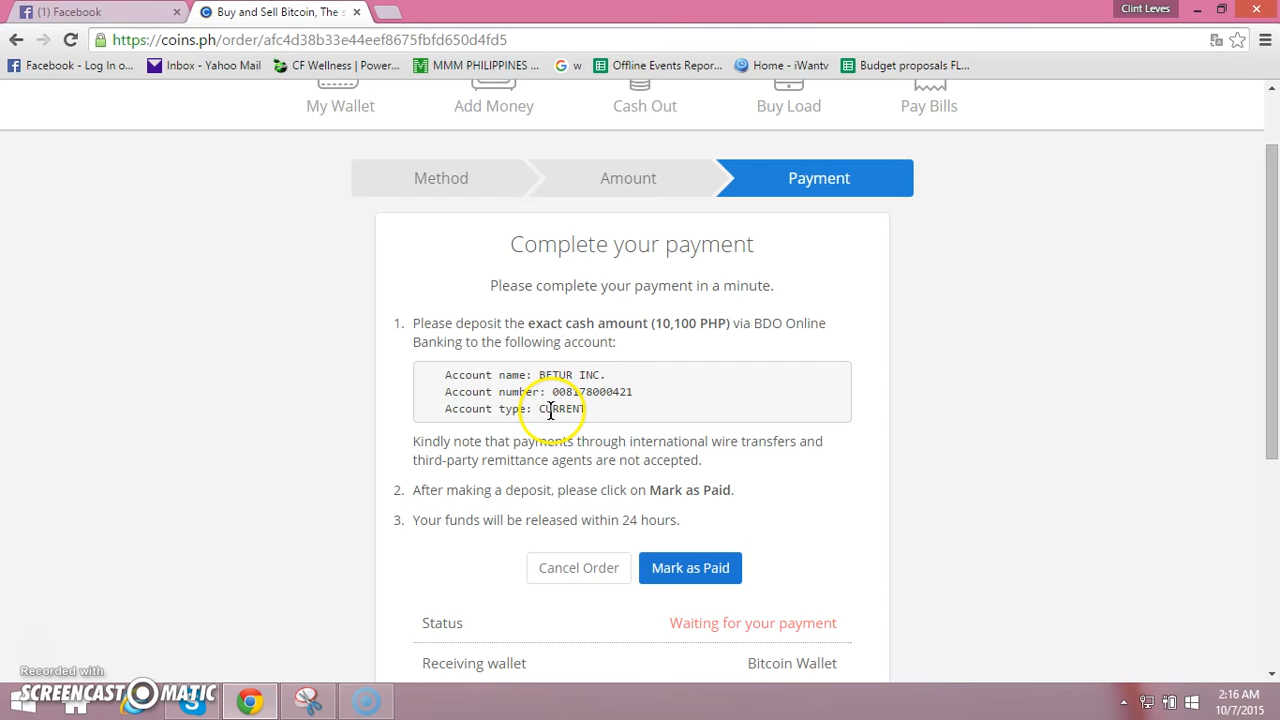 (1) Facebook
Buy and Sell Bitcoin, The s
Clint Leves
https://coins.ph/order/afc4d38b33e44eef8675fbfd650d4fd5
Facebook - Log In o...
Inbox - Yahoo Mail
CF Wellness - Power...
MMM PHILIPPINES ...
w
Offline Events Repor...
Home - iWantv
Budget proposals FL...
My Wallet
Add Money
Cash Out
Buy Load
Pay Bills
Method
Amount
Payment
Complete your payment
Please complete your payment in a minute.
1. Please deposit the exact cash amount (10,100 PHP) via BDO Online
Banking to the following account:
Account name: BETUR INC.
Account number: 008178000421
Account type: CURRENT
Kindly note that payments through international wire transfers and
third-party remittance agents are not accepted.
2. After making a deposit, please click on Mark as Paid.
3. Your funds will be released within 24 hours.
Cancel Order
Mark as Paid
Status
Waiting for your payment
Receiving wallet
Bitcoin Wallet
Recorded with
SCREENCAST-O-MATIC
2:16 AM
10/7/2015